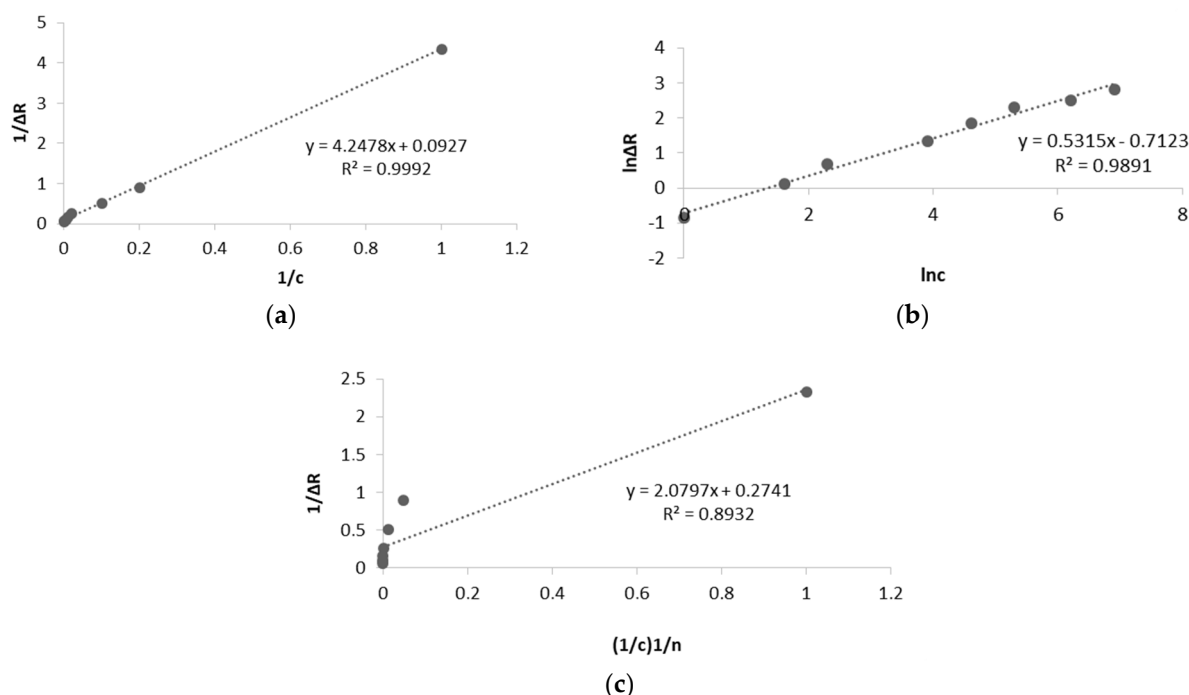 5
4
3
2
1
0
1/ΔR
y = 4.2478x + 0.0927
R² = 0.9992
0 0.2 0.4 0.6 0.8 1 1.2
1/c
(a)
4
3
2
1
0
-1
-2
lnΔR
y = 0.5315x - 0.7123
R² = 0.9891
0 2 4 6 8
lnc
(b)
2.5
2
1.5
1
0.5
0
1/ΔR
y = 2.0797x + 0.2741
R² = 0.8932
0 0.2 0.4 0.6 0.8 1 1.2
(1/c)1/n
(c)